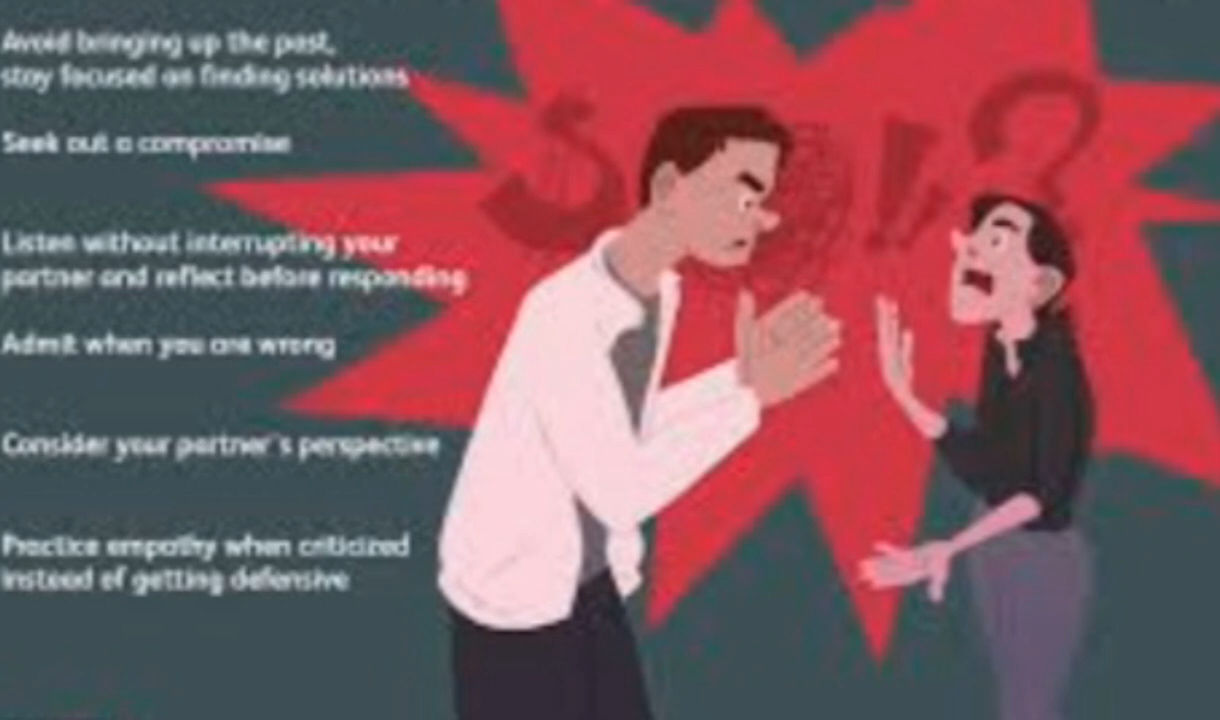 Avoid bringing up the past,
stay focused on finding solutions
Seek out a compromise
Listen without interrupting your
partner and reflect before responding
Admit when you are wrong
Consider your partner's perspective
Practice empathy when criticized
instead of getting defensive
! ?